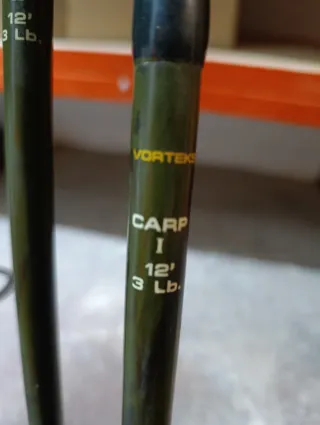 12'
3 Lb.
VORTEKS
CARP
I
12'
3 Lb.